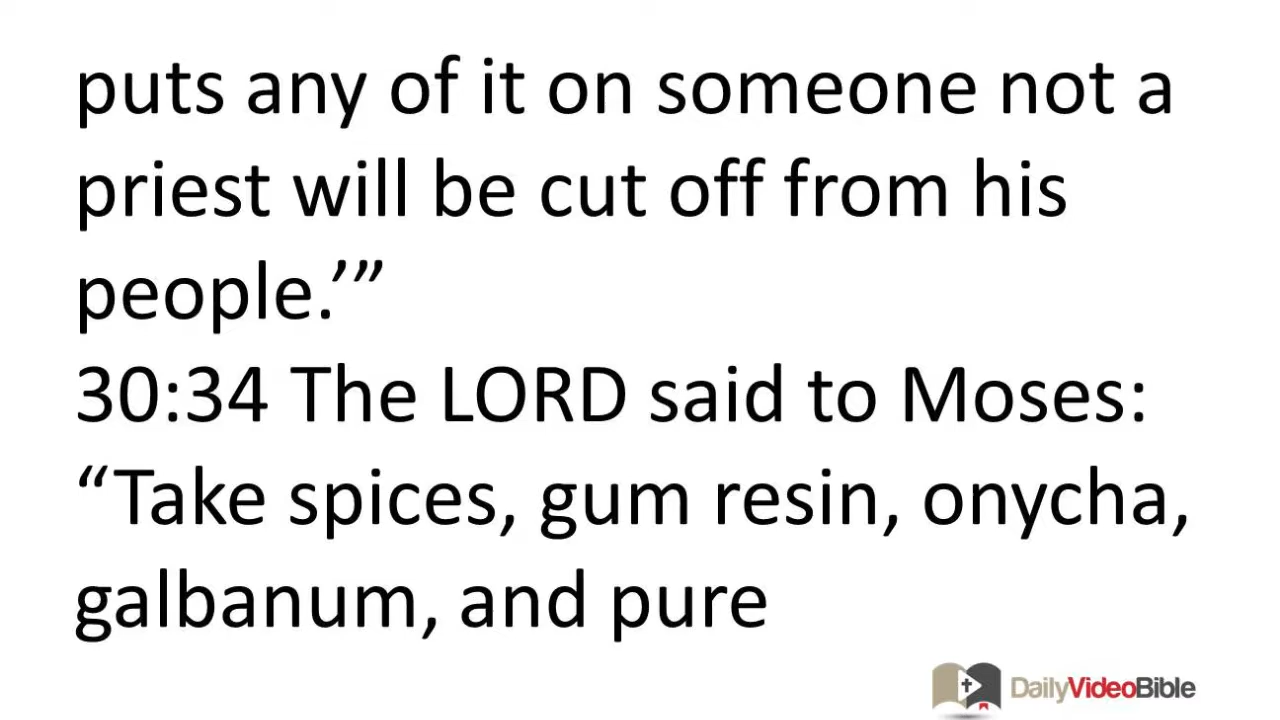 puts any of it on someone not a
priest will be cut off from his
people.’”
30:34 The LORD said to Moses:
“Take spices, gum resin, onycha,
galbanum, and pure
DailyVideoBible